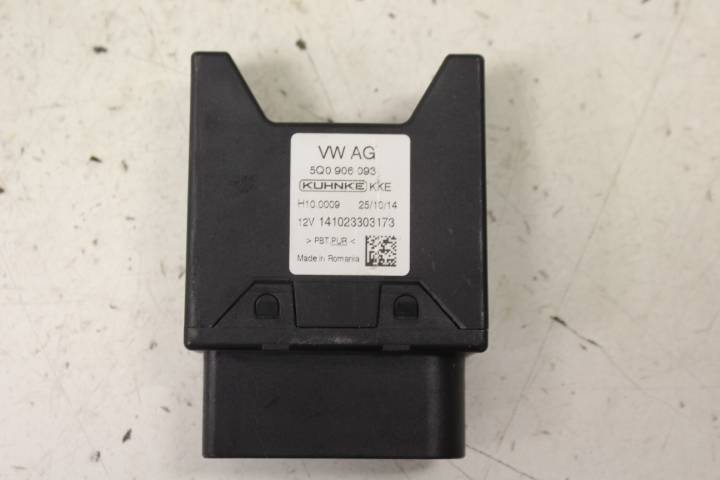 VW AG
5Q0 906 093
KUHNKE KKE
H10.0009 25/10/14
12V 141023303173
> PBT,PUR <
Made in Romania